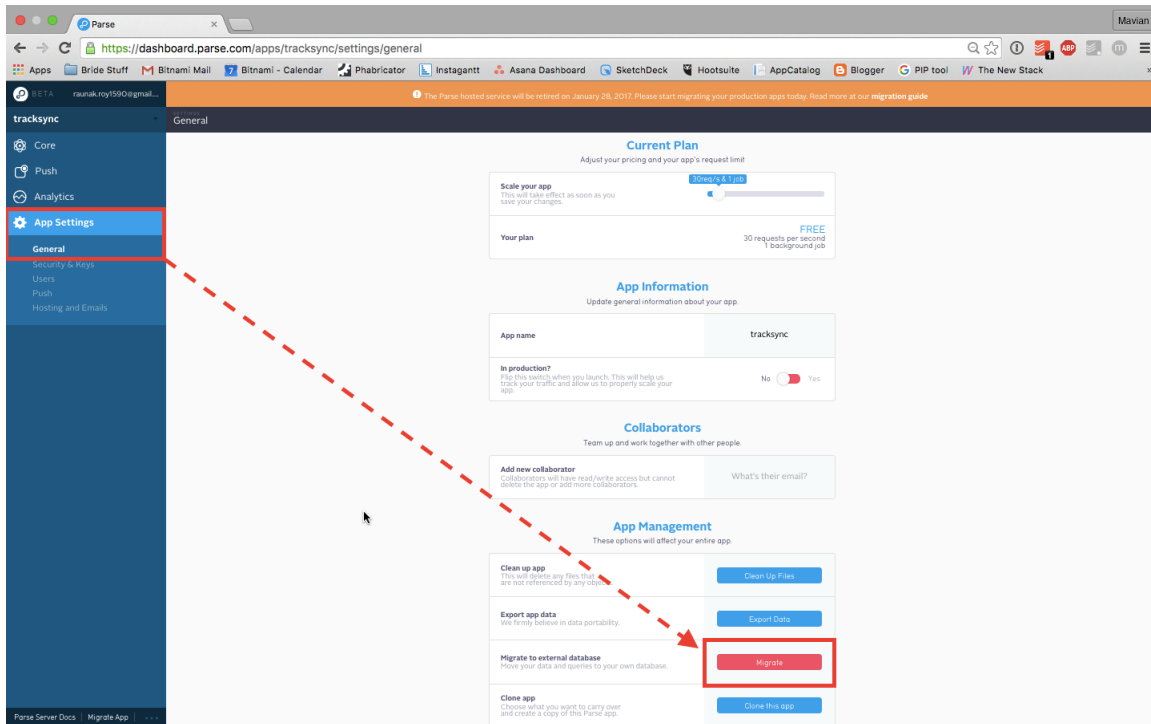 Parse
Mavian
https://dashboard.parse.com/apps/tracksync/settings/general
1
ABP
Apps Bride Stuff Bitnami Mail 7 Bitnami - Calendar Phabricator Instagantt Asana Dashboard SketchDeck Hootsuite AppCatalog Blogger PIP tool The New Stack
BETA raunak.roy1590@gmail...
The Parse hosted service will be retired on January 28, 2017. Please start migrating your production apps today. Read more at our migration guide
tracksync
SETTINGS
General
Core
Push
Analytics
App Settings
General
Security & Keys
Users
Push
Hosting and Emails
Current Plan
Adjust your pricing and your app's request limit
Scale your app
This will take effect as soon as you
save your changes.
30req/s & 1 job
Your plan
FREE
30 requests per second
1 background job
App Information
Update general information about your app.
App name
tracksync
In production?
Flip this switch when you launch. This will help us
track your traffic and allow us to properly scale your
app.
No Yes
Collaborators
Team up and work together with other people.
Add new collaborator
Collaborators will have read/write access but cannot
delete the app or add more collaborators.
What's their email?
App Management
These options will affect your entire app.
Clean up app
This will delete any files that
are not referenced by any objects.
Clean Up Files
Export app data
We firmly believe in data portability.
Export Data
Migrate to external database
Move your data and queries to your own database.
Migrate
Clone app
Choose what you want to carry over
and create a copy of this Parse app.
Clone this app
Parse Server Docs Migrate App